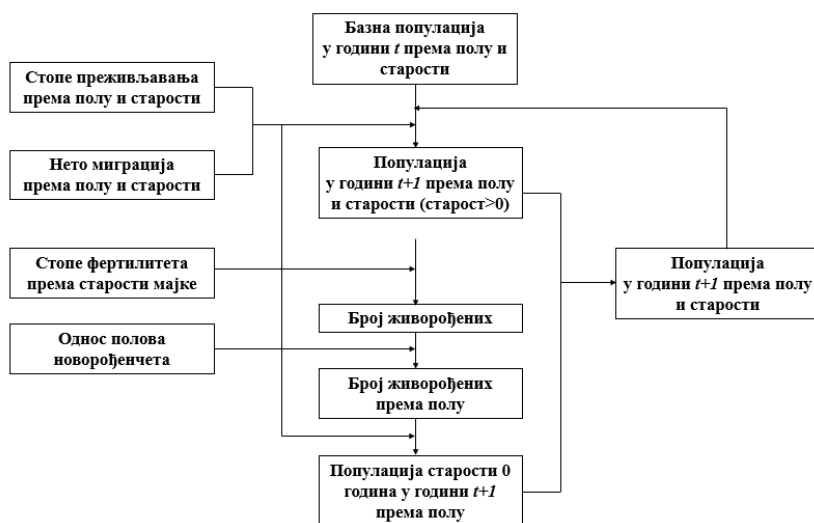 Базна популација
у години t према полу и
старости
Стопе преживљавања
према полу и старости
Нето миграција
према полу и старости
Популација
у години t+1 према полу
и старости (старост>0)
Стопе фертилитета
према старости мајке
Популација
у години t+1 према полу
и старости
Број живорођених
Однос полова
новорођенчета
Број живорођених
према полу
Популација старости 0
година у години t+1
према полу